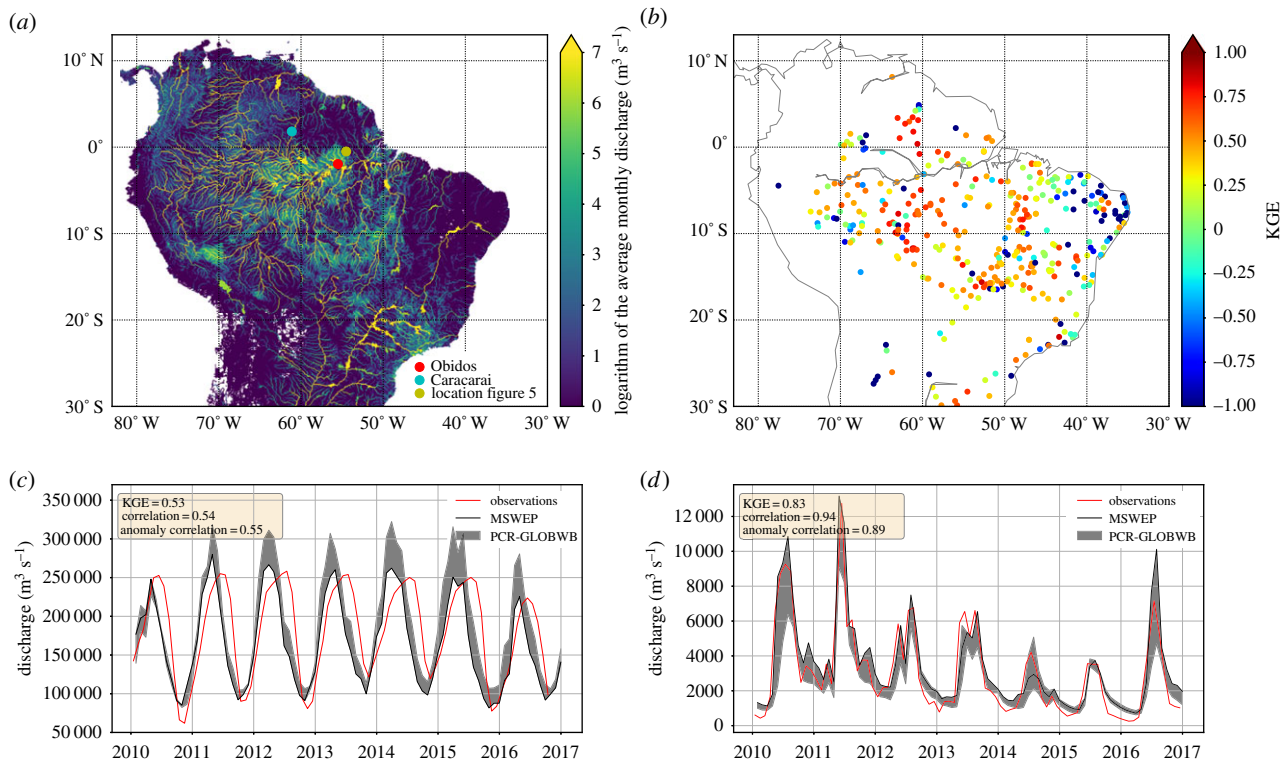 (a)
10° N
0°
10° S
20° S
30° S
80° W
70° W
60° W
50° W
40° W
30° W
Obidos
Caracarai
location figure 5
7
6
5
4
3
2
1
0
logarithm of the average monthly discharge (m³ s⁻¹)
(b)
10° N
0°
10° S
20° S
30° S
80° W
70° W
60° W
50° W
40° W
30° W
1.00
0.75
0.50
0.25
0
−0.25
−0.50
−0.75
−1.00
KGE
(c)
350 000
300 000
250 000
200 000
150 000
100 000
50 000
discharge (m³ s⁻¹)
KGE = 0.53
correlation = 0.54
anomaly correlation = 0.55
observations
MSWEP
PCR-GLOBWB
2010 2011 2012 2013 2014 2015 2016 2017
(d)
12 000
10 000
8000
6000
4000
2000
0
discharge (m³ s⁻¹)
KGE = 0.83
correlation = 0.94
anomaly correlation = 0.89
observations
MSWEP
PCR-GLOBWB
2010 2011 2012 2013 2014 2015 2016 2017